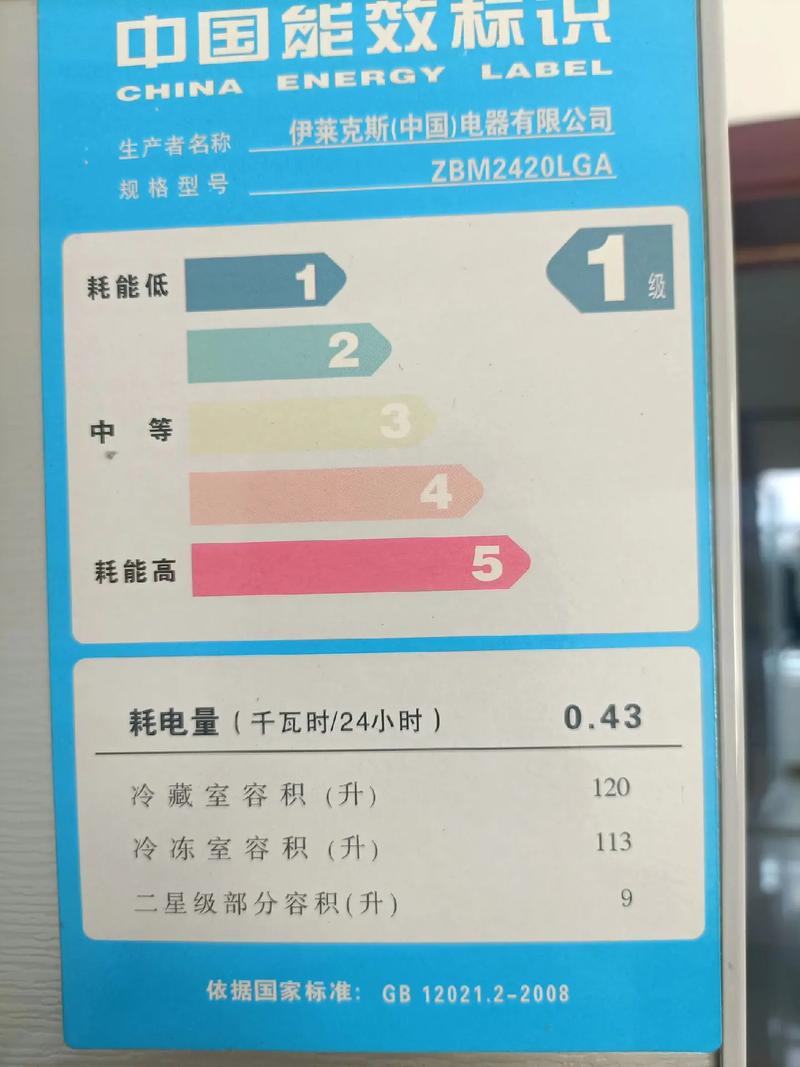 中国能效标识
CHINA ENERGY LABEL
生产者名称 伊莱克斯(中国)电器有限公司
规格型号 ZBM2420LGA
耗能低 1 1级
2
中等 3
4
耗能高 5
耗电量(千瓦时/24小时) 0.43
冷藏室容积(升) 120
冷冻室容积(升) 113
二星级部分容积(升) 9
依据国家标准: GB 12021.2-2008